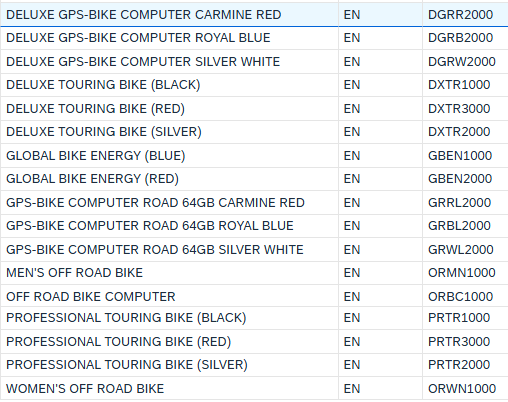 DELUXE GPS-BIKE COMPUTER CARMINE RED EN DGRR2000
DELUXE GPS-BIKE COMPUTER ROYAL BLUE EN DGRB2000
DELUXE GPS-BIKE COMPUTER SILVER WHITE EN DGRW2000
DELUXE TOURING BIKE (BLACK) EN DXTR1000
DELUXE TOURING BIKE (RED) EN DXTR3000
DELUXE TOURING BIKE (SILVER) EN DXTR2000
GLOBAL BIKE ENERGY (BLUE) EN GBEN1000
GLOBAL BIKE ENERGY (RED) EN GBEN2000
GPS-BIKE COMPUTER ROAD 64GB CARMINE RED EN GRRL2000
GPS-BIKE COMPUTER ROAD 64GB ROYAL BLUE EN GRBL2000
GPS-BIKE COMPUTER ROAD 64GB SILVER WHITE EN GRWL2000
MEN'S OFF ROAD BIKE EN ORMN1000
OFF ROAD BIKE COMPUTER EN ORBC1000
PROFESSIONAL TOURING BIKE (BLACK) EN PRTR1000
PROFESSIONAL TOURING BIKE (RED) EN PRTR3000
PROFESSIONAL TOURING BIKE (SILVER) EN PRTR2000
WOMEN'S OFF ROAD BIKE EN ORWN1000